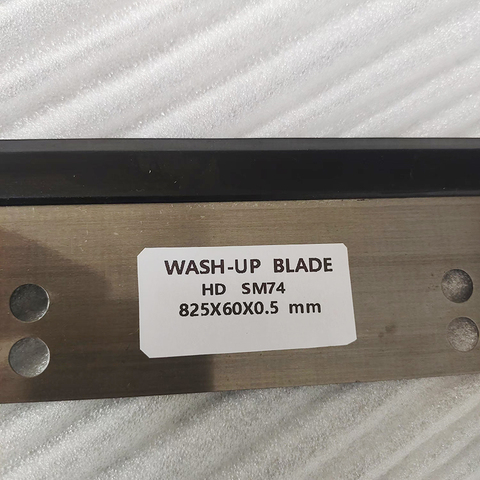 WASH-UP BLADE
HD SM74
825X60X0.5 mm